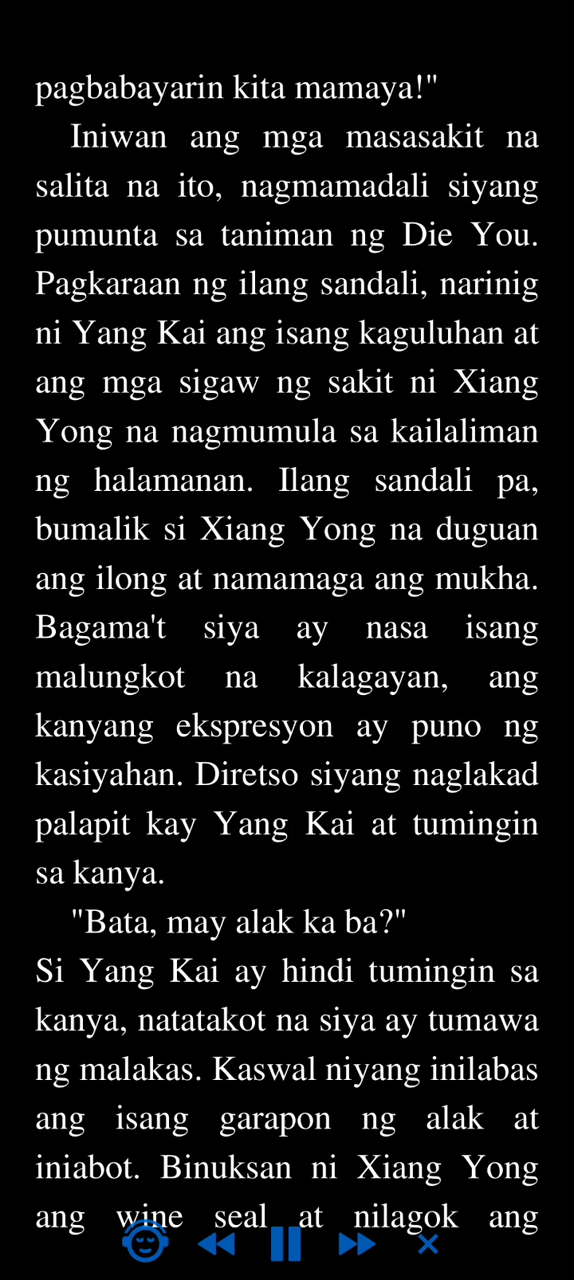 pagbabayarin kita mamaya!"
Iniwan ang mga masasakit na
salita na ito, nagmamadali siyang
pumunta sa taniman ng Die You.
Pagkaraan ng ilang sandali, narinig
ni Yang Kai ang isang kaguluhan at
ang mga sigaw ng sakit ni Xiang
Yong na nagmumula sa kailaliman
ng halamanan. Ilang sandali pa,
bumalik si Xiang Yong na duguan
ang ilong at namamaga ang mukha.
Bagama't siya ay nasa isang
malungkot na kalagayan, ang
kanyang ekspresyon ay puno ng
kasiyahan. Diretso siyang naglakad
palapit kay Yang Kai at tumingin
sa kanya.
"Bata, may alak ka ba?"
Si Yang Kai ay hindi tumingin sa
kanya, natatakot na siya ay tumawa
ng malakas. Kaswal niyang inilabas
ang isang garapon ng alak at
iniabot. Binuksan ni Xiang Yong
ang wine seal at nilagok ang